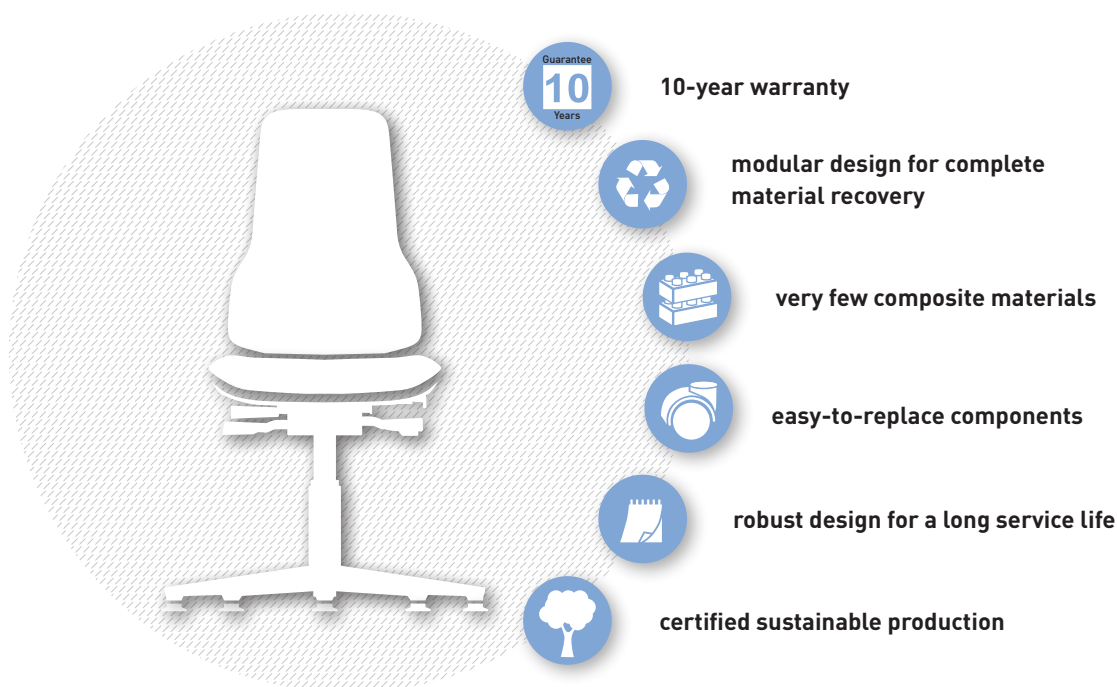 Guarantee
10
Years
10-year warranty
modular design for complete
material recovery
very few composite materials
easy-to-replace components
robust design for a long service life
certified sustainable production